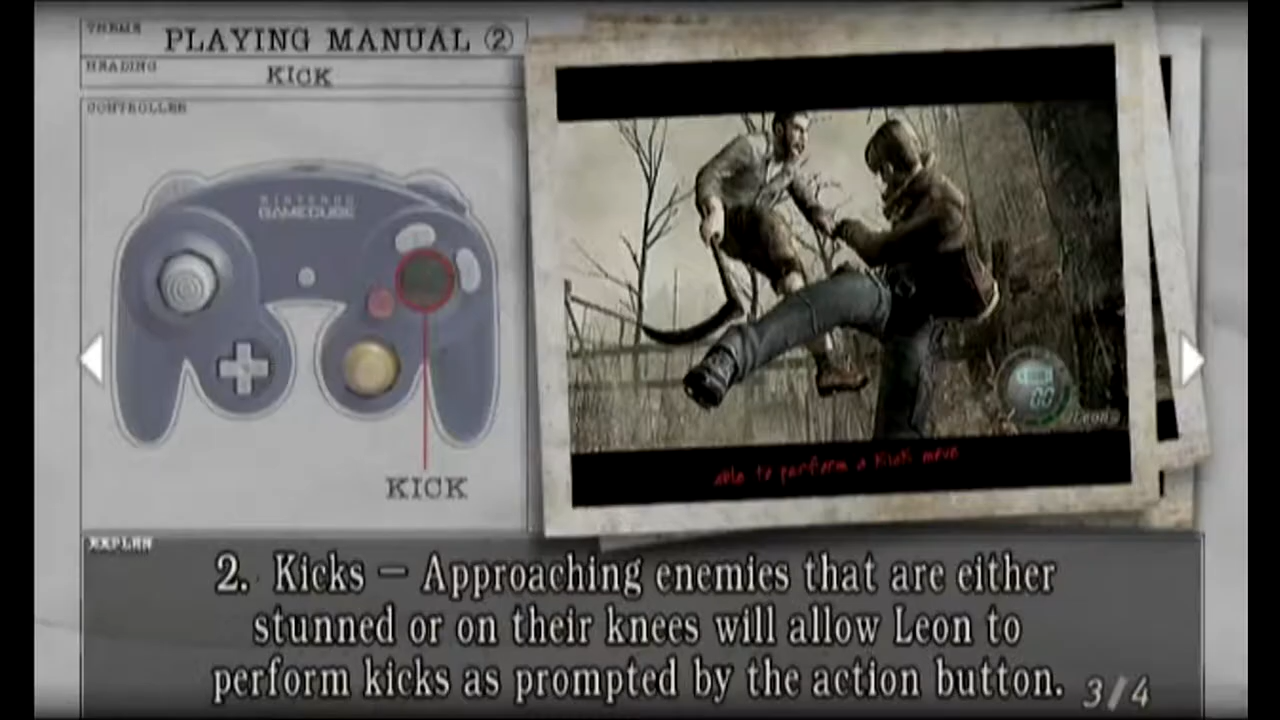 THEME
PLAYING MANUAL ②
HEADING
KICK
CONTROLLER
NINTENDO
GAMECUBE
KICK
Leon
able to perform a Kick move
EXPLAN
2. Kicks — Approaching enemies that are either
stunned or on their knees will allow Leon to
perform kicks as prompted by the action button.
3/4